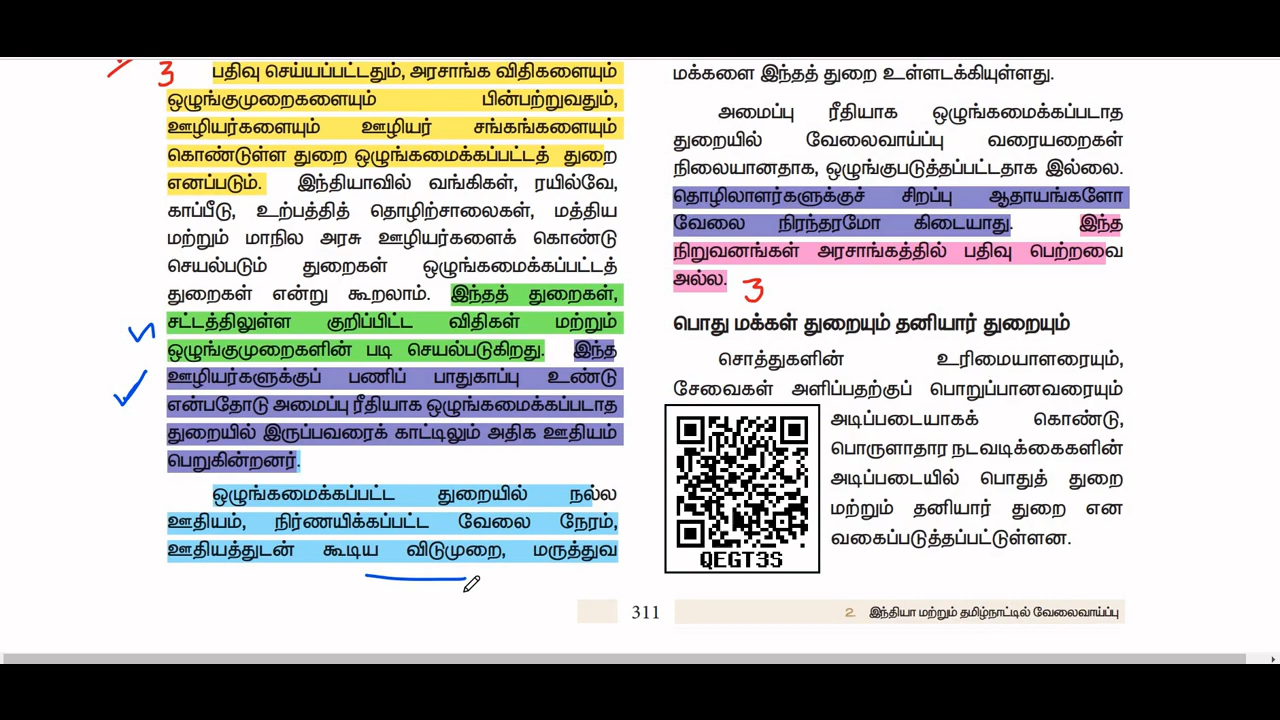 3
பதிவு செய்யப்பட்டதும், அரசாங்க விதிகளையும்
ஒழுங்குமுறைகளையும் பின்பற்றுவதும்,
ஊழியர்களையும் ஊழியர் சங்கங்களையும்
கொண்டுள்ள துறை ஒழுங்கமைக்கப்பட்டத் துறை
எனப்படும். இந்தியாவில் வங்கிகள், ரயில்வே,
காப்பீடு, உற்பத்தித் தொழிற்சாலைகள், மத்திய
மற்றும் மாநில அரசு ஊழியர்களைக் கொண்டு
செயல்படும் துறைகள் ஒழுங்கமைக்கப்பட்டத்
துறைகள் என்று கூறலாம். இந்தத் துறைகள்,
சட்டத்திலுள்ள குறிப்பிட்ட விதிகள் மற்றும்
ஒழுங்குமுறைகளின் படி செயல்படுகிறது. இந்த
ஊழியர்களுக்குப் பணிப் பாதுகாப்பு உண்டு
என்பதோடு அமைப்பு ரீதியாக ஒழுங்கமைக்கப்படாத
துறையில் இருப்பவரைக் காட்டிலும் அதிக ஊதியம்
பெறுகின்றனர்.
ஒழுங்கமைக்கப்பட்ட துறையில் நல்ல
ஊதியம், நிர்ணயிக்கப்பட்ட வேலை நேரம்,
ஊதியத்துடன் கூடிய விடுமுறை, மருத்துவ
மக்களை இந்தத் துறை உள்ளடக்கியுள்ளது.
அமைப்பு ரீதியாக ஒழுங்கமைக்கப்படாத
துறையில் வேலைவாய்ப்பு வரையறைகள்
நிலையானதாக, ஒழுங்குபடுத்தப்பட்டதாக இல்லை.
தொழிலாளர்களுக்குச் சிறப்பு ஆதாயங்களோ
வேலை நிரந்தரமோ கிடையாது. இந்த
நிறுவனங்கள் அரசாங்கத்தில் பதிவு பெற்றவை
அல்ல.
3
பொது மக்கள் துறையும் தனியார் துறையும்
சொத்துகளின் உரிமையாளரையும்,
சேவைகள் அளிப்பதற்குப் பொறுப்பானவரையும்
அடிப்படையாகக் கொண்டு,
பொருளாதார நடவடிக்கைகளின்
அடிப்படையில் பொதுத் துறை
மற்றும் தனியார் துறை என
வகைப்படுத்தப்பட்டுள்ளன.
QEGT3S
311
2. இந்தியா மற்றும் தமிழ்நாட்டில் வேலைவாய்ப்பு